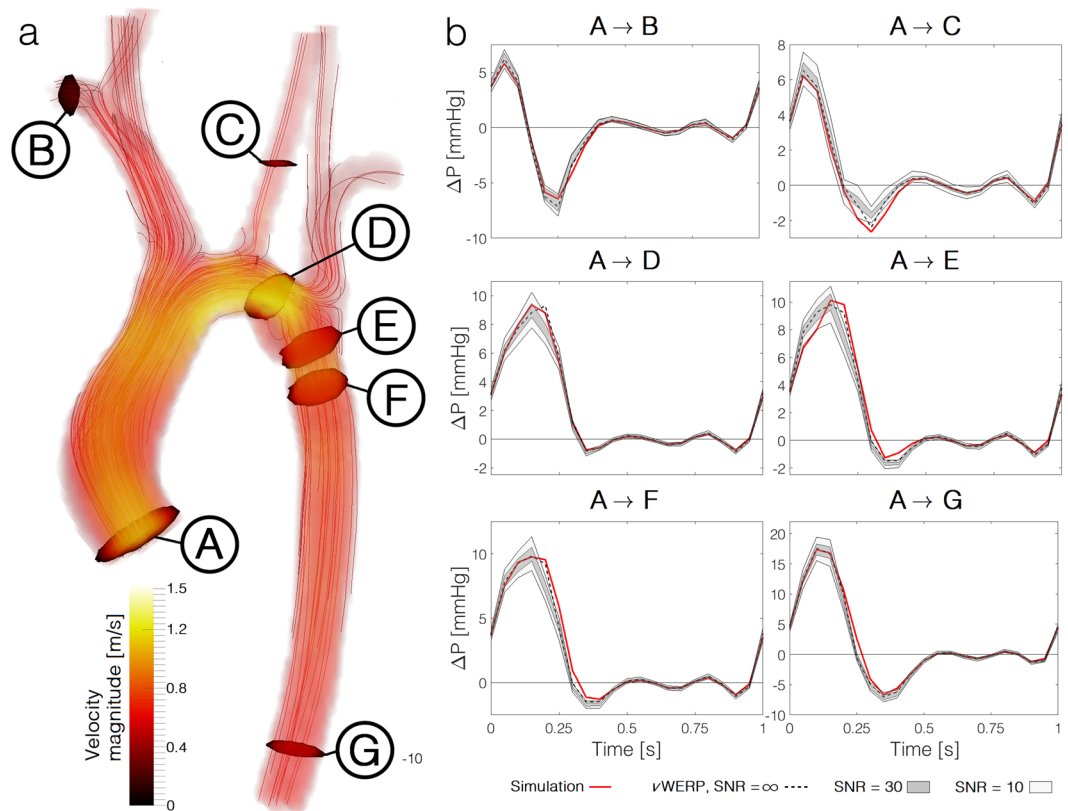 a
B
C
D
E
F
A
G
Velocity
magnitude [m/s]
1.5
1.2
0.8
0.4
0
-10
b
A → B
ΔP [mmHg]
5
0
-5
-10
A → C
8
6
4
2
0
-2
A → D
ΔP [mmHg]
10
8
6
4
2
0
-2
A → E
10
8
6
4
2
0
-2
A → F
ΔP [mmHg]
10
5
0
0 0.25 0.5 0.75 1
Time [s]
A → G
20
15
10
5
0
-5
10
-1
0 0.25 0.5 0.75 1
Time [s]
Simulation
νWERP, SNR = ∞
SNR = 30
SNR = 10